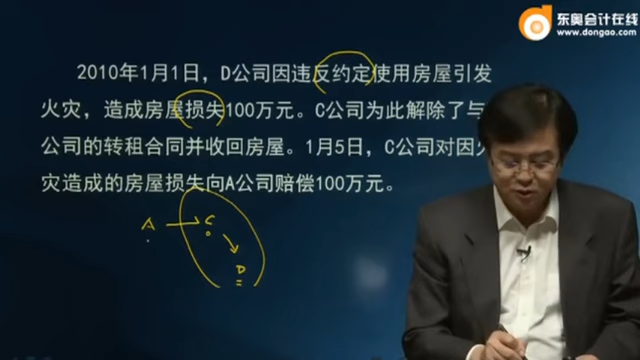 东奥会计在线
www.dongao.com
2010年1月1日，D公司因违反约定使用房屋引发
火灾，造成房屋损失100万元。C公司为此解除了与
公司的转租合同并收回房屋。1月5日，C公司对因火
灾造成的房屋损失向A公司赔偿100万元。
A C
D